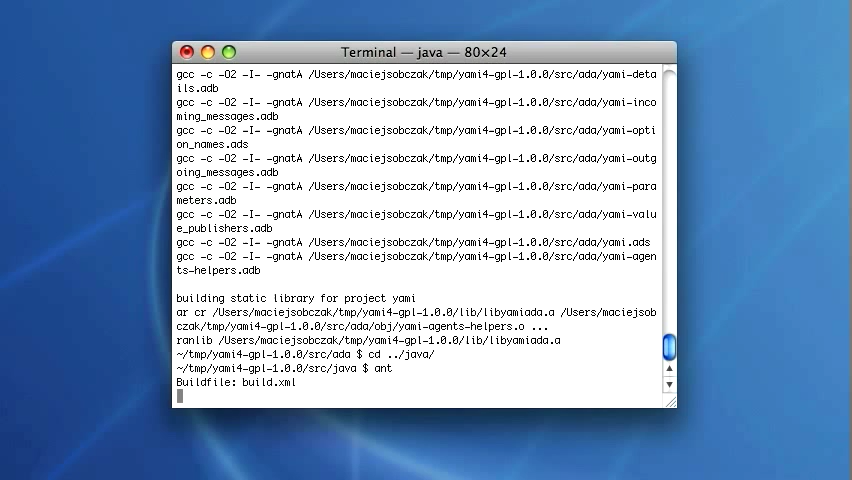 Terminal — java — 80×24
gcc -c -O2 -I- -gnatA /Users/maciejsobczak/tmp/yami4-gpl-1.0.0/src/ada/yami-deta
ils.adb
gcc -c -O2 -I- -gnatA /Users/maciejsobczak/tmp/yami4-gpl-1.0.0/src/ada/yami-inco
ming_messages.adb
gcc -c -O2 -I- -gnatA /Users/maciejsobczak/tmp/yami4-gpl-1.0.0/src/ada/yami-opti
on_names.ads
gcc -c -O2 -I- -gnatA /Users/maciejsobczak/tmp/yami4-gpl-1.0.0/src/ada/yami-outg
oing_messages.adb
gcc -c -O2 -I- -gnatA /Users/maciejsobczak/tmp/yami4-gpl-1.0.0/src/ada/yami-para
meters.adb
gcc -c -O2 -I- -gnatA /Users/maciejsobczak/tmp/yami4-gpl-1.0.0/src/ada/yami-valu
e_publishers.adb
gcc -c -O2 -I- -gnatA /Users/maciejsobczak/tmp/yami4-gpl-1.0.0/src/ada/yami.ads
gcc -c -O2 -I- -gnatA /Users/maciejsobczak/tmp/yami4-gpl-1.0.0/src/ada/yami-agen
ts-helpers.adb
building static library for project yami
ar cr /Users/maciejsobczak/tmp/yami4-gpl-1.0.0/lib/libyamiada.a /Users/maciejsob
czak/tmp/yami4-gpl-1.0.0/src/ada/obj/yami-agents-helpers.o ...
ranlib /Users/maciejsobczak/tmp/yami4-gpl-1.0.0/lib/libyamiada.a
~/tmp/yami4-gpl-1.0.0/src/ada $ cd ../java/
~/tmp/yami4-gpl-1.0.0/src/java $ ant
Buildfile: build.xml